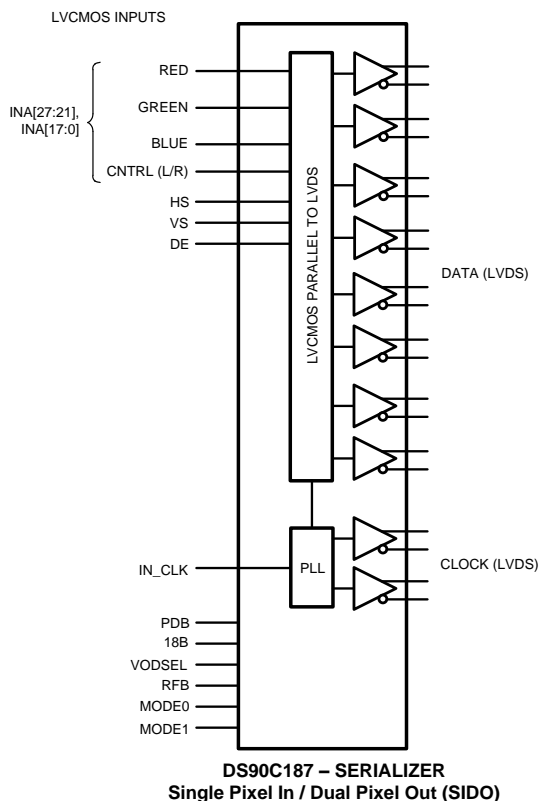 LVCMOS INPUTS
RED
GREEN
INA[27:21],
INA[17:0]
BLUE
CNTRL (L/R)
HS
VS
DE
LVCMOS PARALLEL TO LVDS
DATA (LVDS)
IN_CLK
PLL
CLOCK (LVDS)
PDB
18B
VODSEL
RFB
MODE0
MODE1
DS90C187 – SERIALIZER
Single Pixel In / Dual Pixel Out (SIDO)